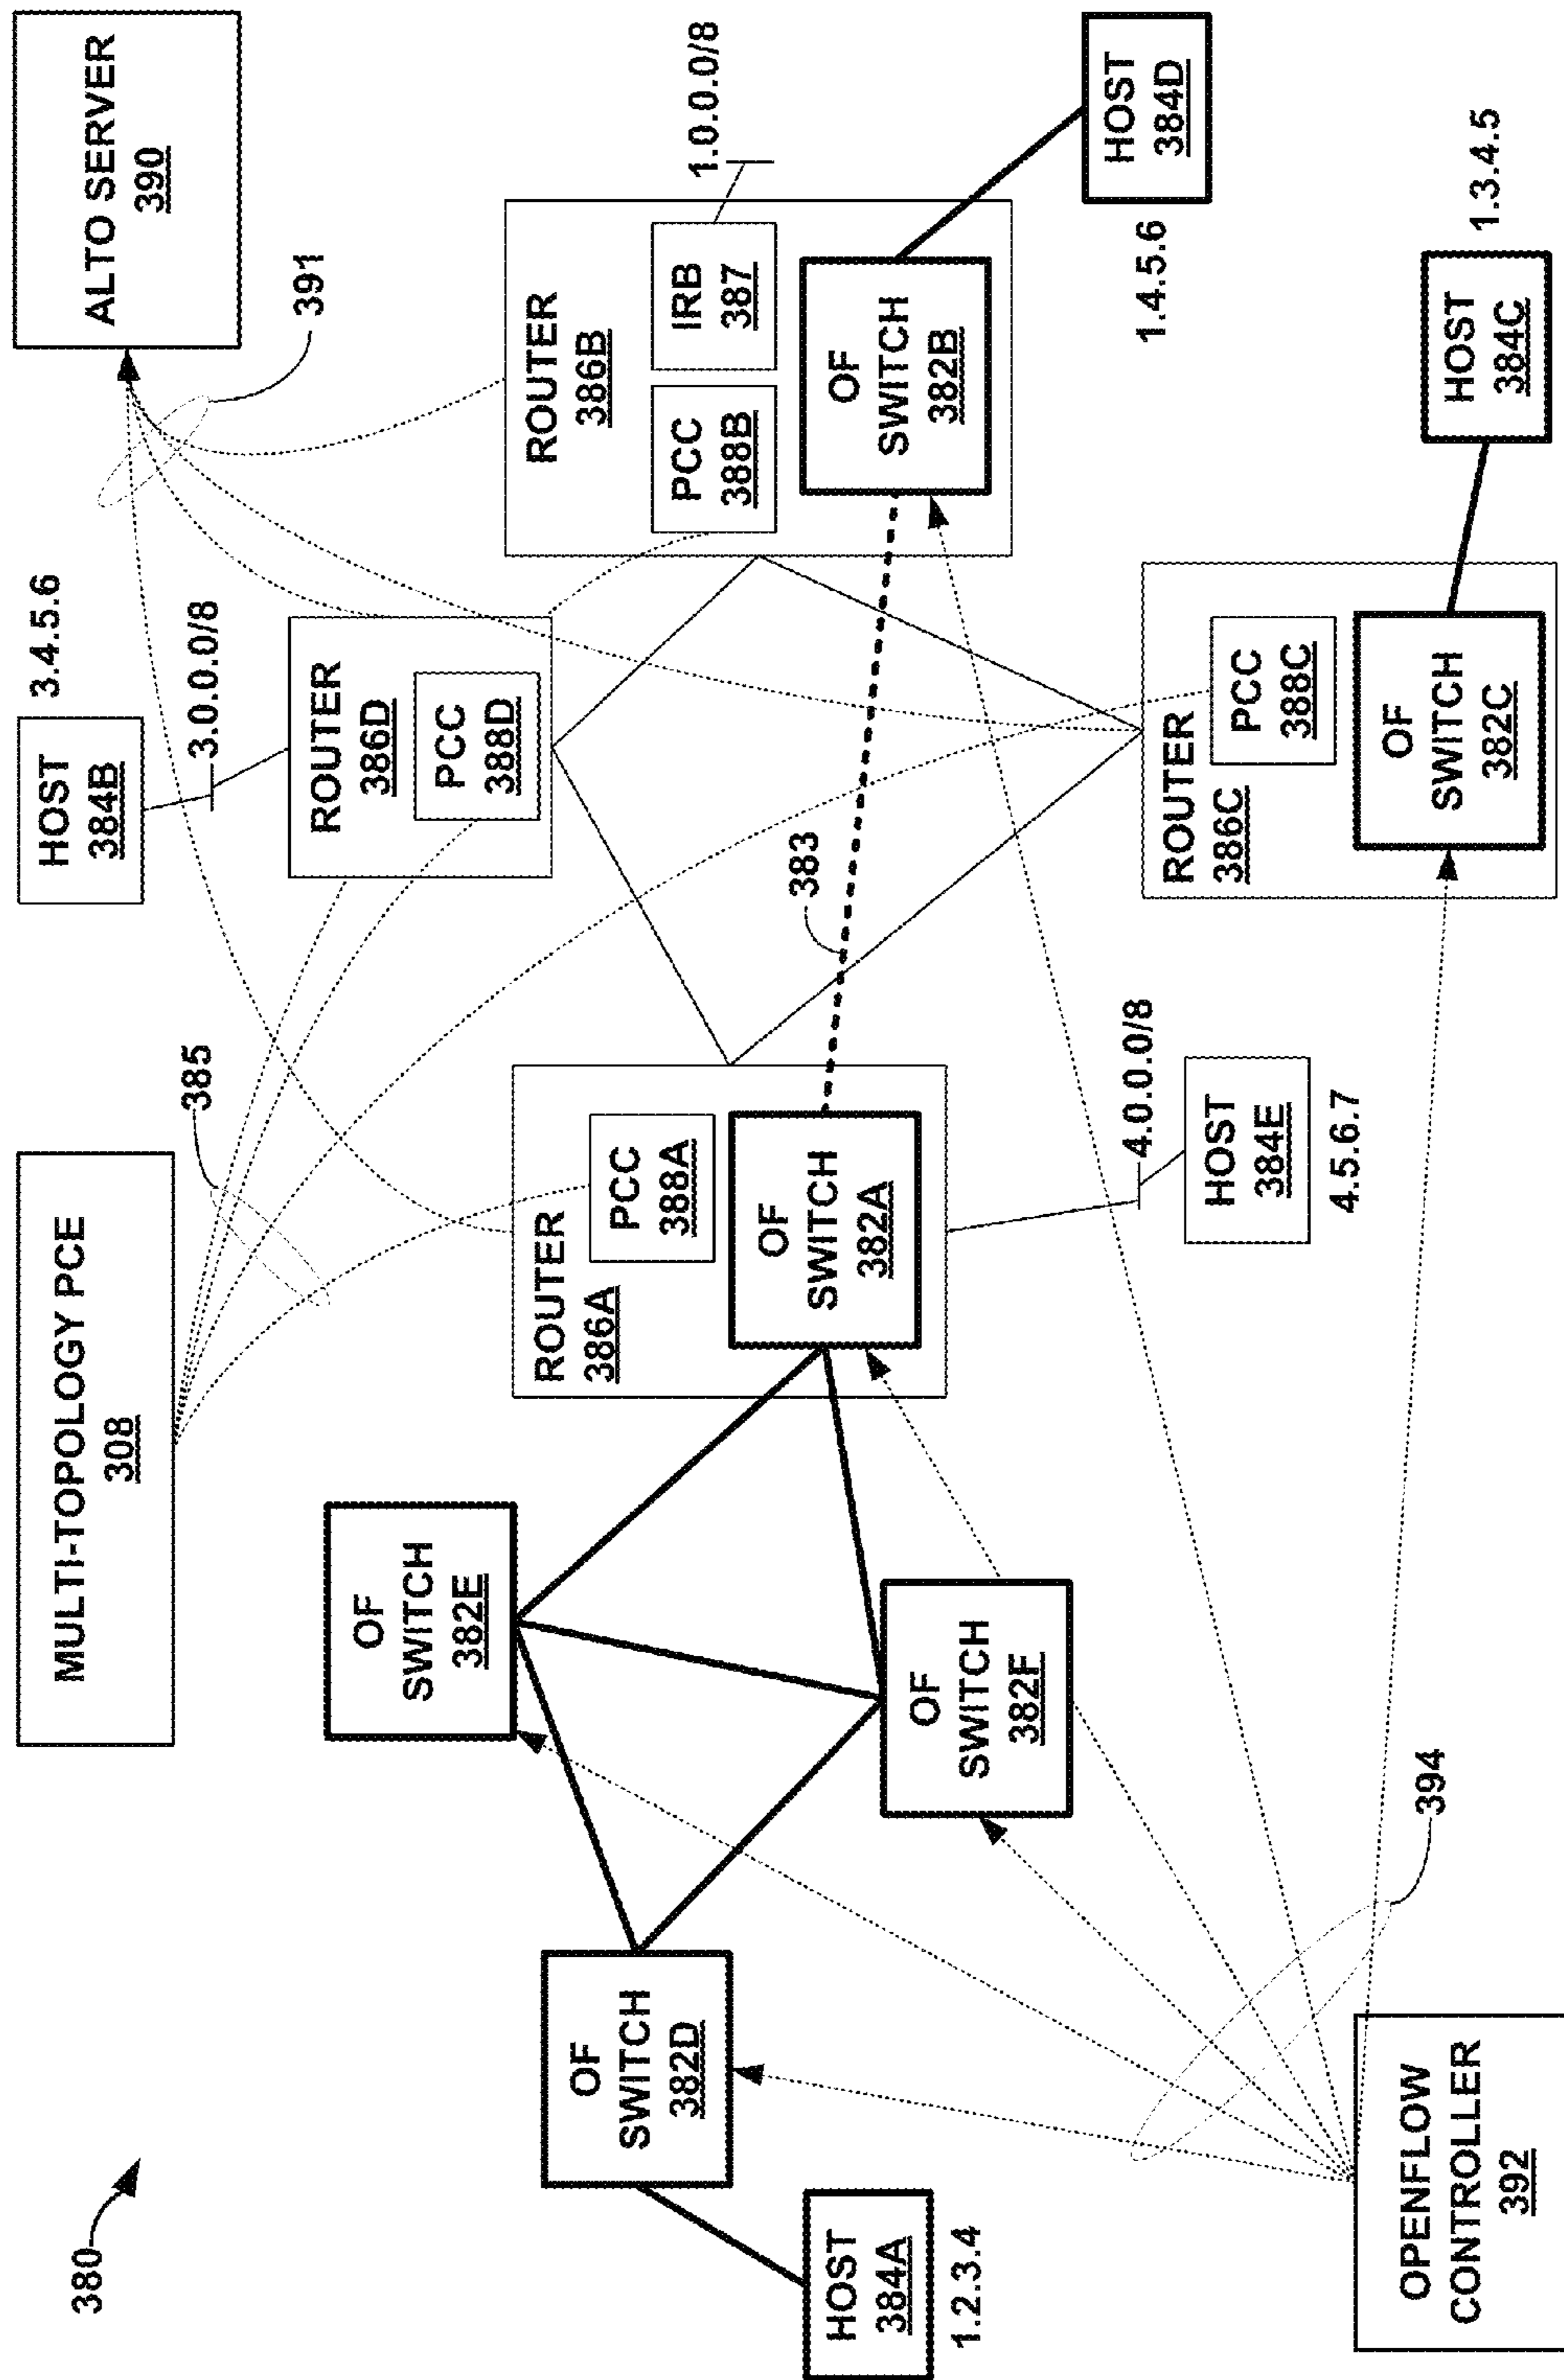 380
MULTI-TOPOLOGY PCE
308
HOST
384B
3.4.5.6
3.0.0.0/8
ALTO SERVER
390
391
385
OF
SWITCH
382E
ROUTER
386D
PCC
388D
ROUTER
386B
PCC
388B
IRB
387
1.0.0.0/8
OF
SWITCH
382B
ROUTER
386A
PCC
388A
OF
SWITCH
382A
383
OF
SWITCH
382D
HOST
384A
1.2.3.4
OF
SWITCH
382F
4.0.0.0/8
HOST
384E
4.5.6.7
1.4.5.6
HOST
384D
ROUTER
386C
PCC
388C
OF
SWITCH
382C
HOST
384C
1.3.4.5
394
OPENFLOW
CONTROLLER
392